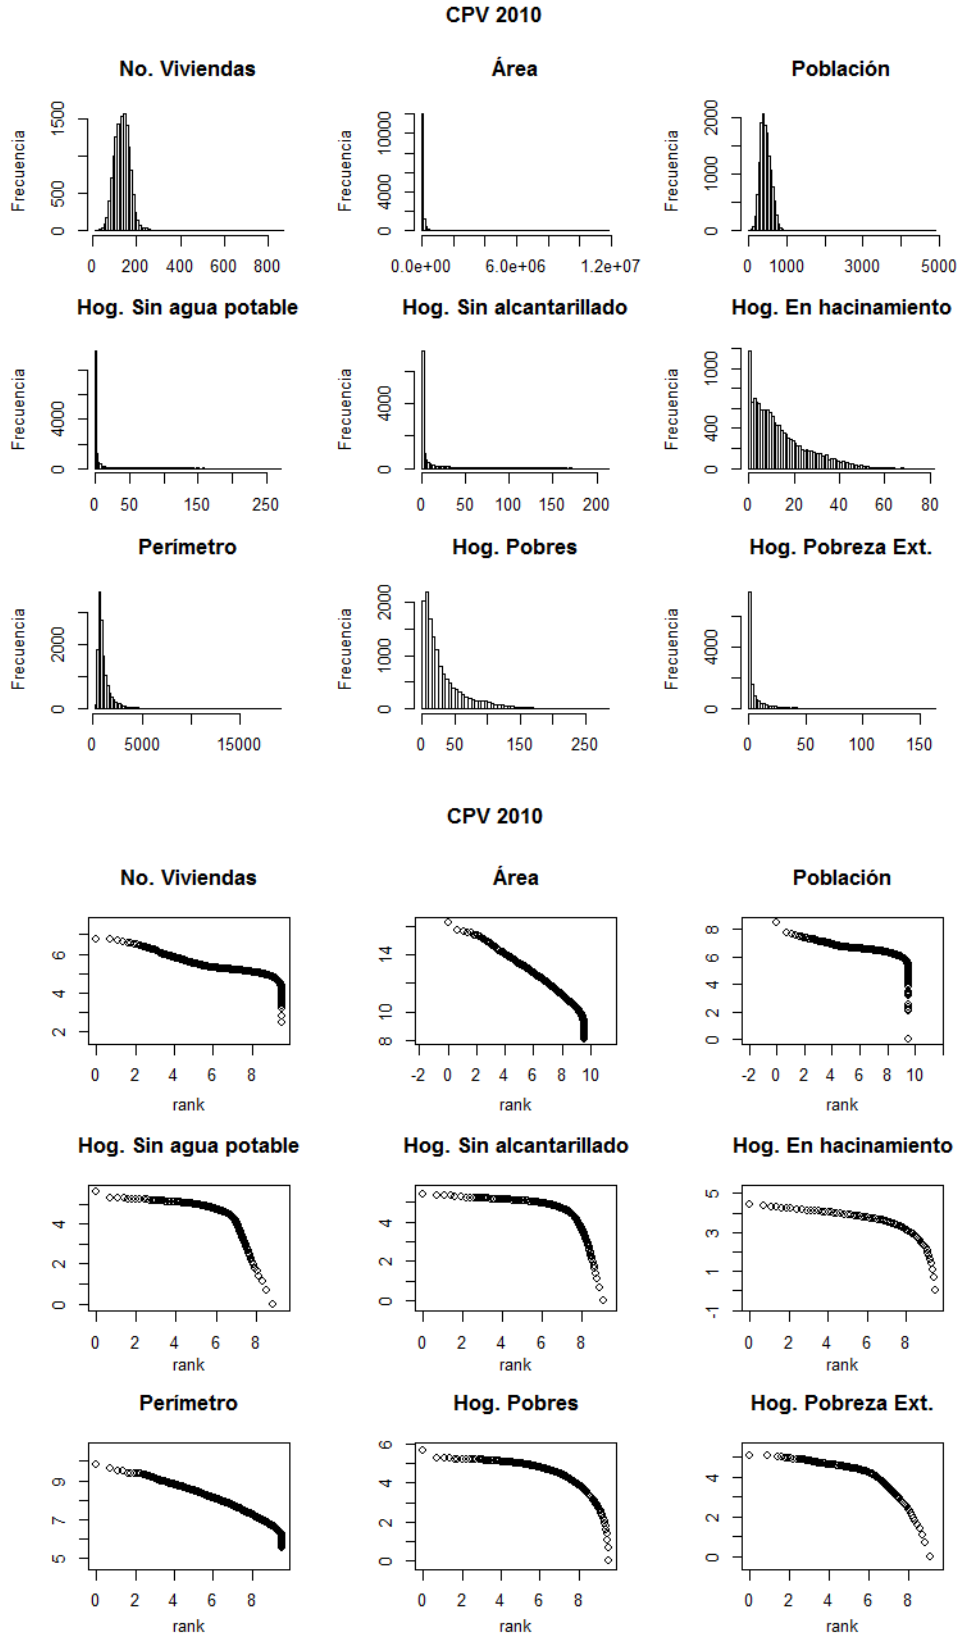 CPV 2010
No. Viviendas Área Población
Frecuencia 0 500 1500 0 200 400 600 800
Frecuencia 0 4000 10000 0.0e+00 6.0e+06 1.2e+07
Frecuencia 0 1000 2000 0 1000 3000 5000
Hog. Sin agua potable Hog. Sin alcantarillado Hog. En hacinamiento
Frecuencia 0 4000 0 50 150 250
Frecuencia 0 4000 0 50 100 150 200
Frecuencia 0 400 1000 0 20 40 60 80
Perímetro Hog. Pobres Hog. Pobreza Ext.
Frecuencia 0 2000 0 5000 15000
Frecuencia 0 1000 2000 0 50 150 250
Frecuencia 0 4000 0 50 100 150
CPV 2010
No. Viviendas Área Población
2 4 6 0 2 4 6 8 rank
8 10 14 -2 0 2 4 6 8 10 rank
0 2 4 6 8 -2 0 2 4 6 8 10 rank
Hog. Sin agua potable Hog. Sin alcantarillado Hog. En hacinamiento
0 2 4 0 2 4 6 8 rank
0 2 4 0 2 4 6 8 rank
-1 1 3 5 0 2 4 6 8 rank
Perímetro Hog. Pobres Hog. Pobreza Ext.
5 7 9 0 2 4 6 8 rank
0 2 4 6 0 2 4 6 8 rank
0 2 4 0 2 4 6 8 rank